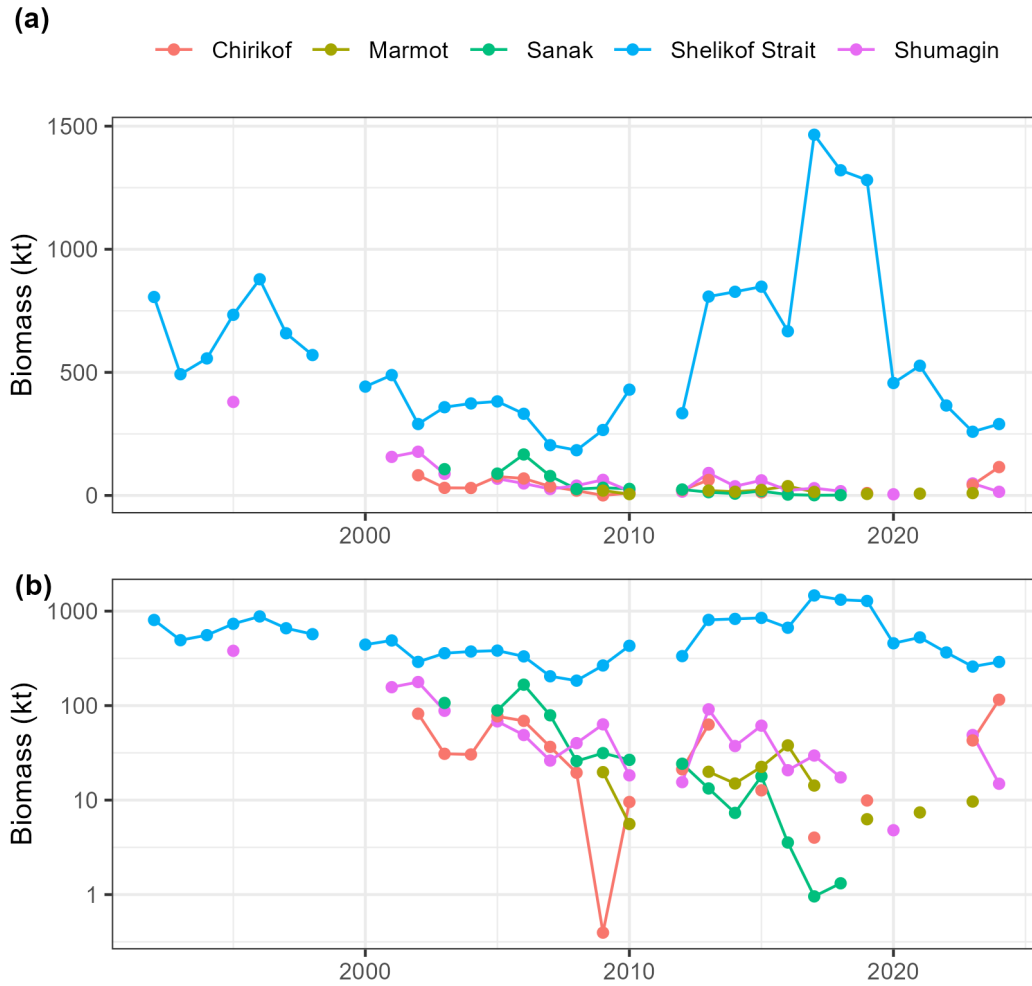 (a)
Chirikof Marmot Sanak Shelikof Strait Shumagin
1500
1000
500
0
Biomass (kt)
2000 2010 2020
(b)
1000
100
10
1
Biomass (kt)
2000 2010 2020